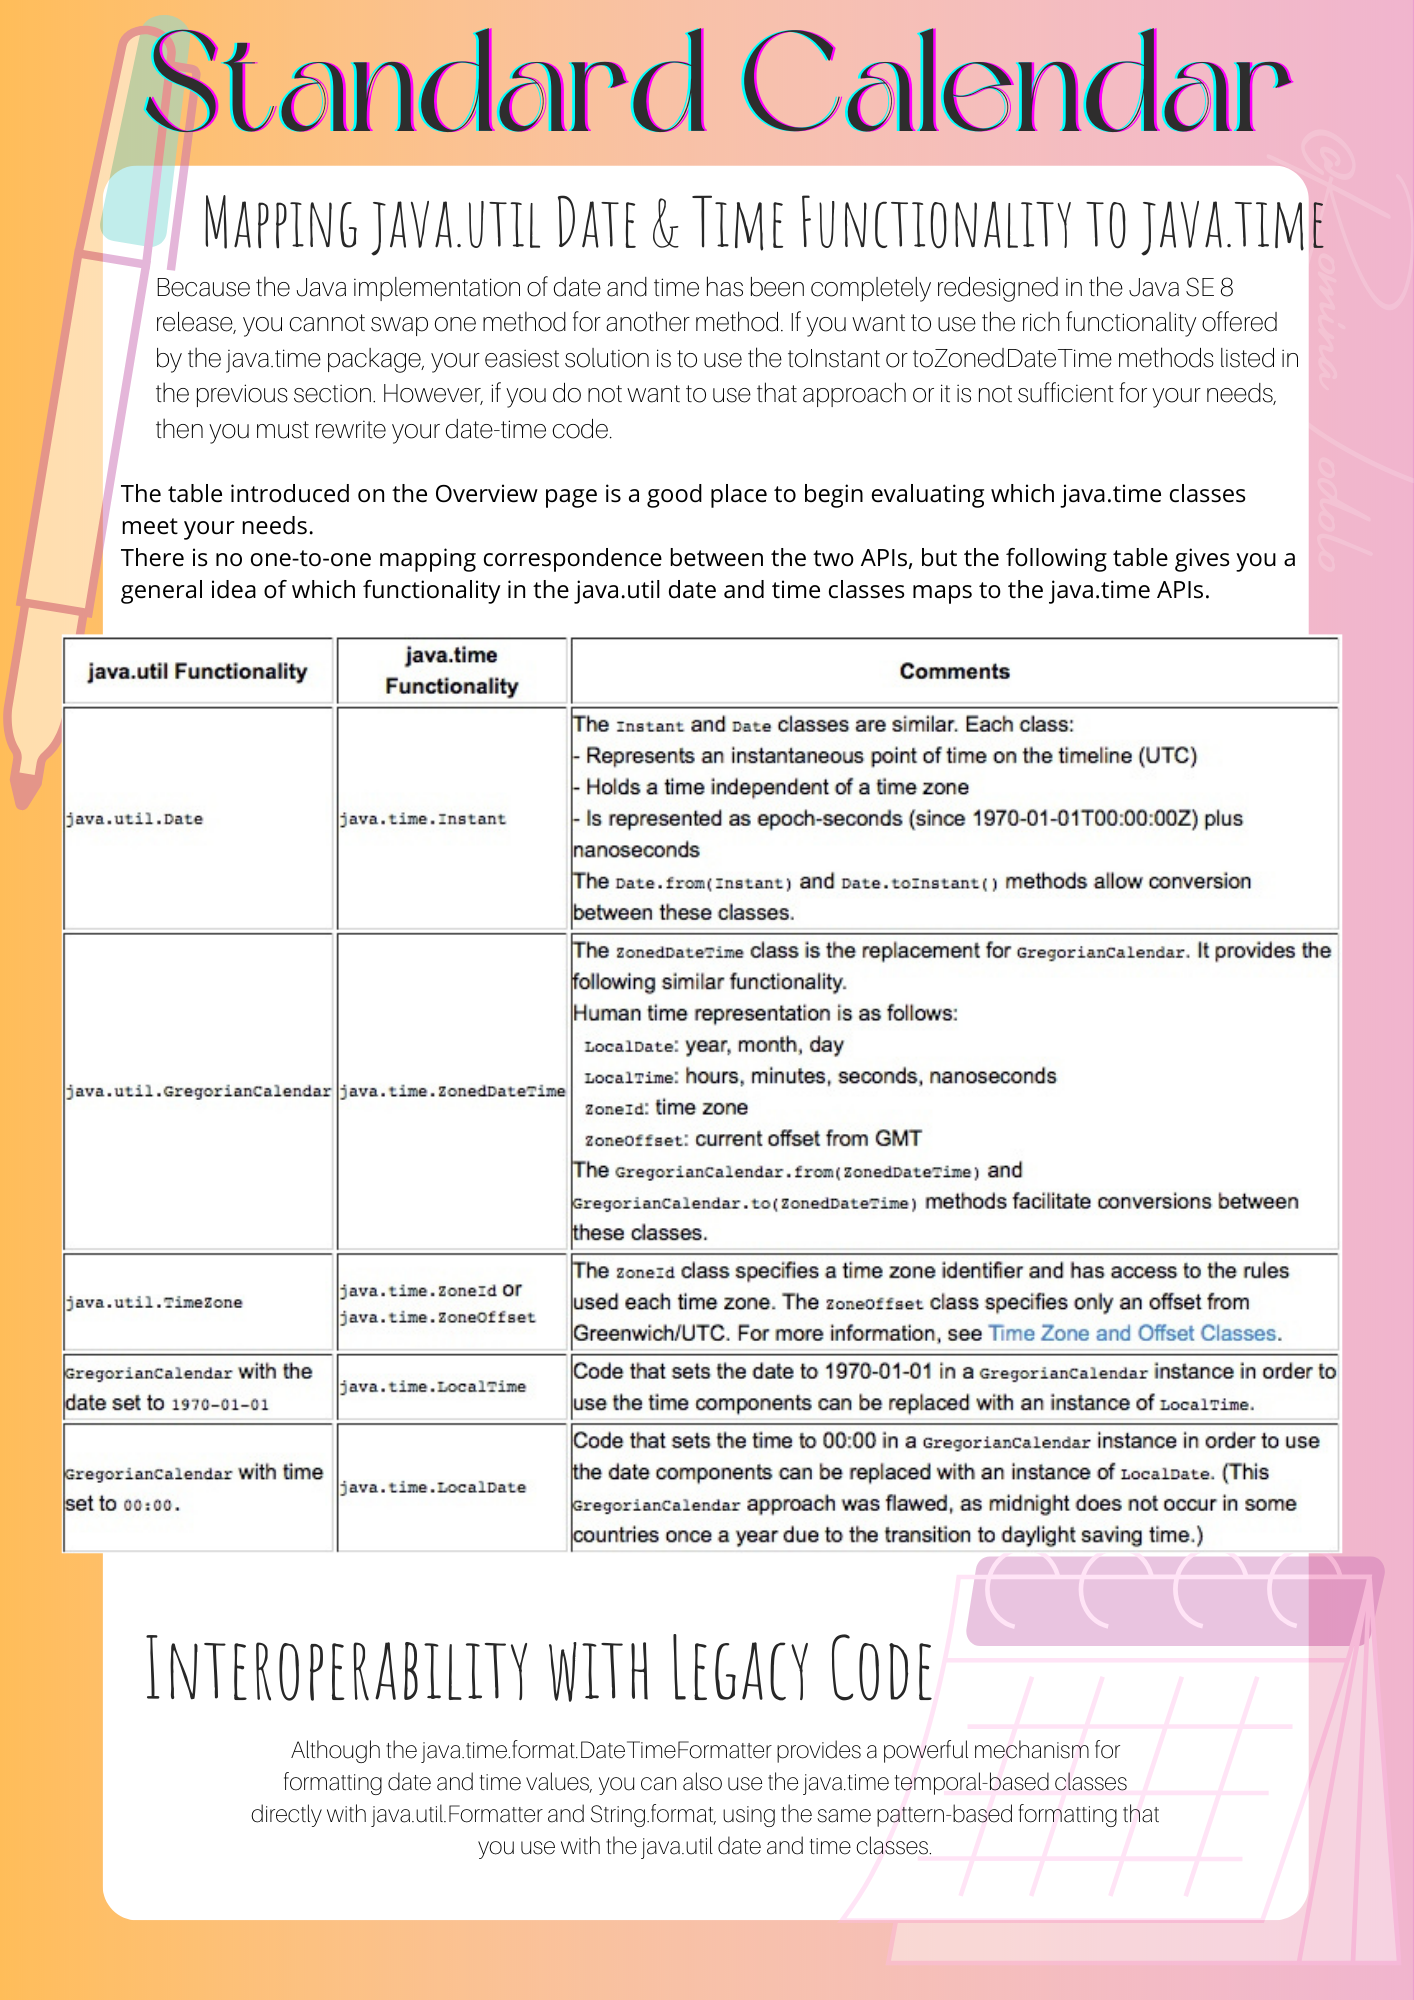 Standard Calendar
Mapping java.util Date & Time Functionality to java.time
Because the Java implementation of date and time has been completely redesigned in the Java SE 8
release, you cannot swap one method for another method. If you want to use the rich functionality offered
by the java.time package, your easiest solution is to use the toInstant or toZonedDateTime methods listed in
the previous section. However, if you do not want to use that approach or it is not sufficient for your needs,
then you must rewrite your date-time code.
The table introduced on the Overview page is a good place to begin evaluating which java.time classes
meet your needs.
There is no one-to-one mapping correspondence between the two APIs, but the following table gives you a
general idea of which functionality in the java.util date and time classes maps to the java.time APIs.
java.util Functionality
java.time
Functionality
Comments
java.util.Date
java.time.Instant
The Instant and Date classes are similar. Each class:
- Represents an instantaneous point of time on the timeline (UTC)
- Holds a time independent of a time zone
- Is represented as epoch-seconds (since 1970-01-01T00:00:00Z) plus
nanoseconds
The Date.from(Instant) and Date.toInstant() methods allow conversion
between these classes.
java.util.GregorianCalendar
java.time.ZonedDateTime
The ZonedDateTime class is the replacement for GregorianCalendar. It provides the
following similar functionality.
Human time representation is as follows:
LocalDate: year, month, day
LocalTime: hours, minutes, seconds, nanoseconds
ZoneId: time zone
ZoneOffset: current offset from GMT
The GregorianCalendar.from(ZonedDateTime) and
GregorianCalendar.to(ZonedDateTime) methods facilitate conversions between
these classes.
java.util.TimeZone
java.time.ZoneId or
java.time.ZoneOffset
The ZoneId class specifies a time zone identifier and has access to the rules
used each time zone. The ZoneOffset class specifies only an offset from
Greenwich/UTC. For more information, see Time Zone and Offset Classes.
GregorianCalendar with the
date set to 1970-01-01
java.time.LocalTime
Code that sets the date to 1970-01-01 in a GregorianCalendar instance in order to
use the time components can be replaced with an instance of LocalTime.
GregorianCalendar with time
set to 00:00.
java.time.LocalDate
Code that sets the time to 00:00 in a GregorianCalendar instance in order to use
the date components can be replaced with an instance of LocalDate. (This
GregorianCalendar approach was flawed, as midnight does not occur in some
countries once a year due to the transition to daylight saving time.)
Interoperability with Legacy Code
Although the java.time.format.DateTimeFormatter provides a powerful mechanism for
formatting date and time values, you can also use the java.time temporal-based classes
directly with java.util.Formatter and String.format, using the same pattern-based formatting that
you use with the java.util date and time classes.
@Romina Iodolo